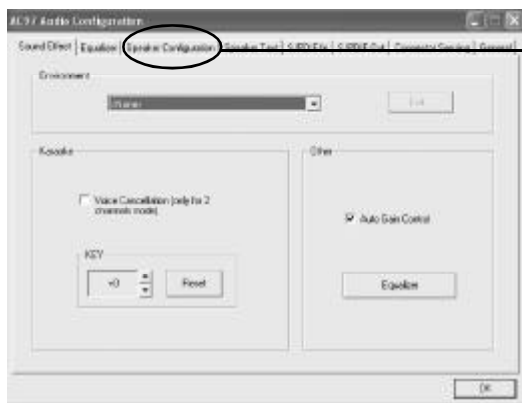 AC97 Audio Configuration
Sound Effect Equalizer Speaker Configuration Speaker Test S/PDIF-In S/PDIF-Out Connector Sensing General
Environment
<None>
Edit
Karaoke
Other
Voice Cancellation (only for 2
channels mode)
Auto Gain Control
KEY
+0
Reset
Equalizer
OK